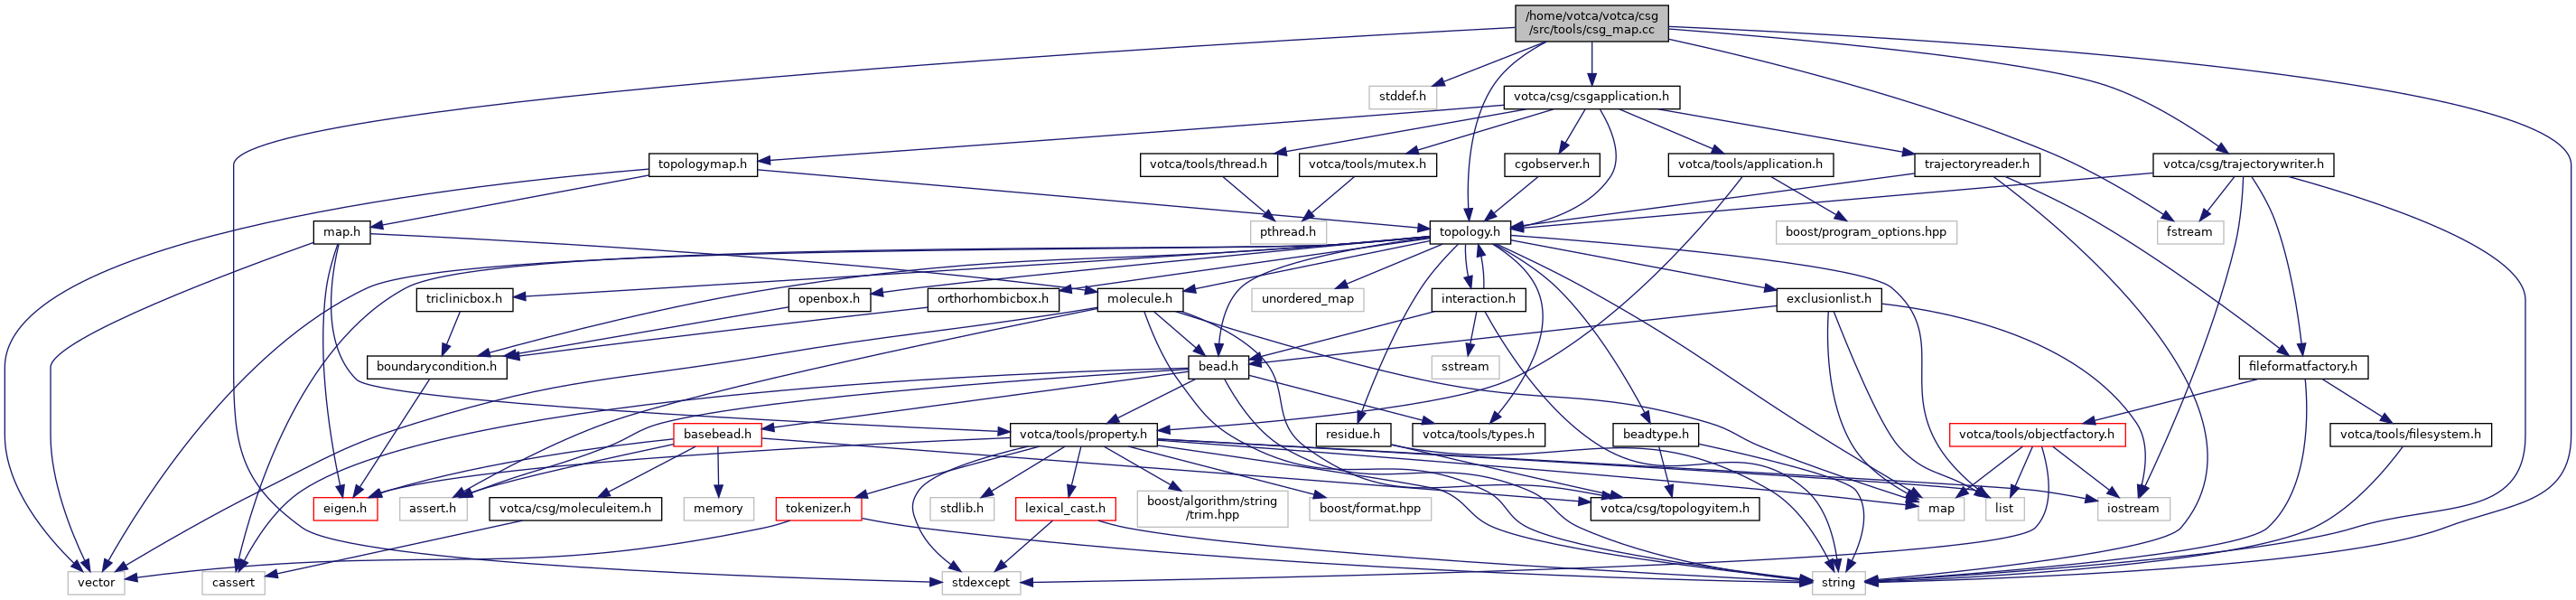 /home/votca/votca/csg
/src/tools/csg_map.cc
stddef.h
votca/csg/csgapplication.h
topologymap.h
votca/tools/thread.h
votca/tools/mutex.h
cgobserver.h
votca/tools/application.h
trajectoryreader.h
votca/csg/trajectorywriter.h
map.h
pthread.h
topology.h
boost/program_options.hpp
fstream
triclinicbox.h
openbox.h
orthorhombicbox.h
molecule.h
unordered_map
interaction.h
exclusionlist.h
boundarycondition.h
bead.h
sstream
fileformatfactory.h
basebead.h
votca/tools/property.h
residue.h
votca/tools/types.h
beadtype.h
votca/tools/objectfactory.h
votca/tools/filesystem.h
eigen.h
assert.h
votca/csg/moleculeitem.h
memory
tokenizer.h
stdlib.h
lexical_cast.h
boost/algorithm/string
/trim.hpp
boost/format.hpp
votca/csg/topologyitem.h
map
list
iostream
vector
cassert
stdexcept
string